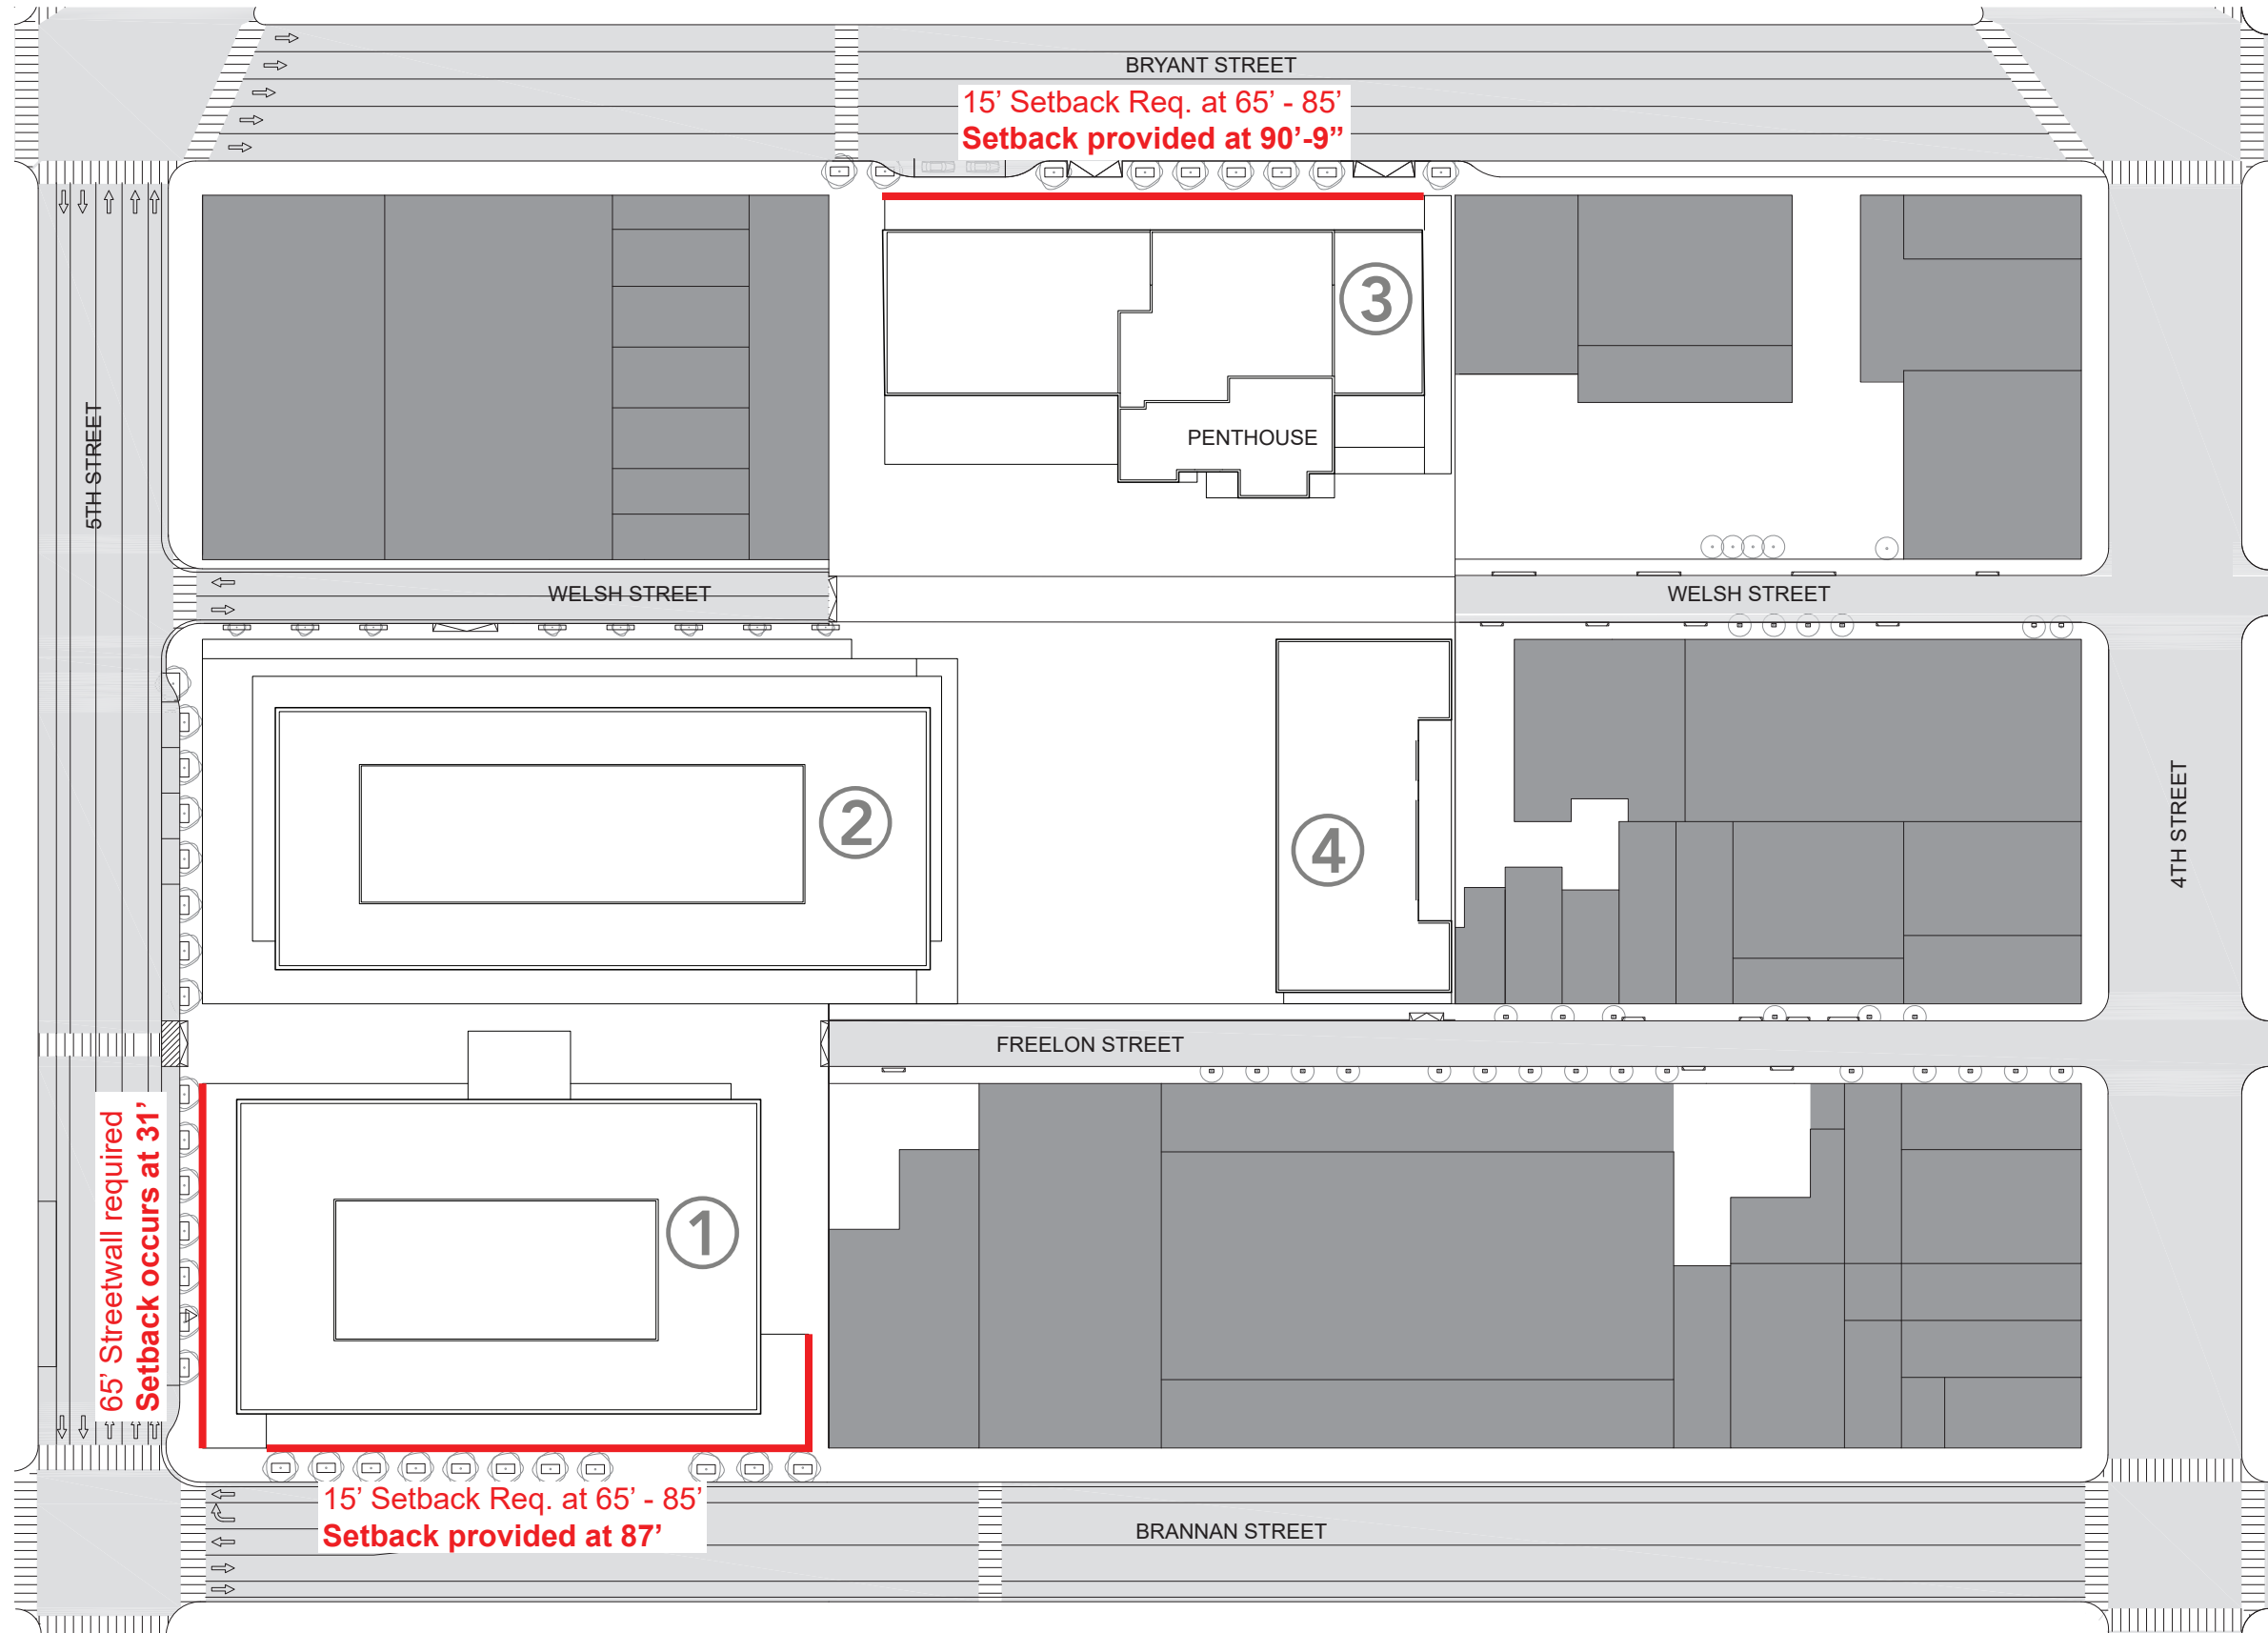 BRYANT STREET
15’ Setback Req. at 65’ - 85’
Setback provided at 90’-9”
3
5TH STREET
PENTHOUSE
WELSH STREET
WELSH STREET
2
4
4TH STREET
FREELON STREET
65’ Streetwall required
Setback occurs at 31’
1
15’ Setback Req. at 65’ - 85’
Setback provided at 87’
BRANNAN STREET